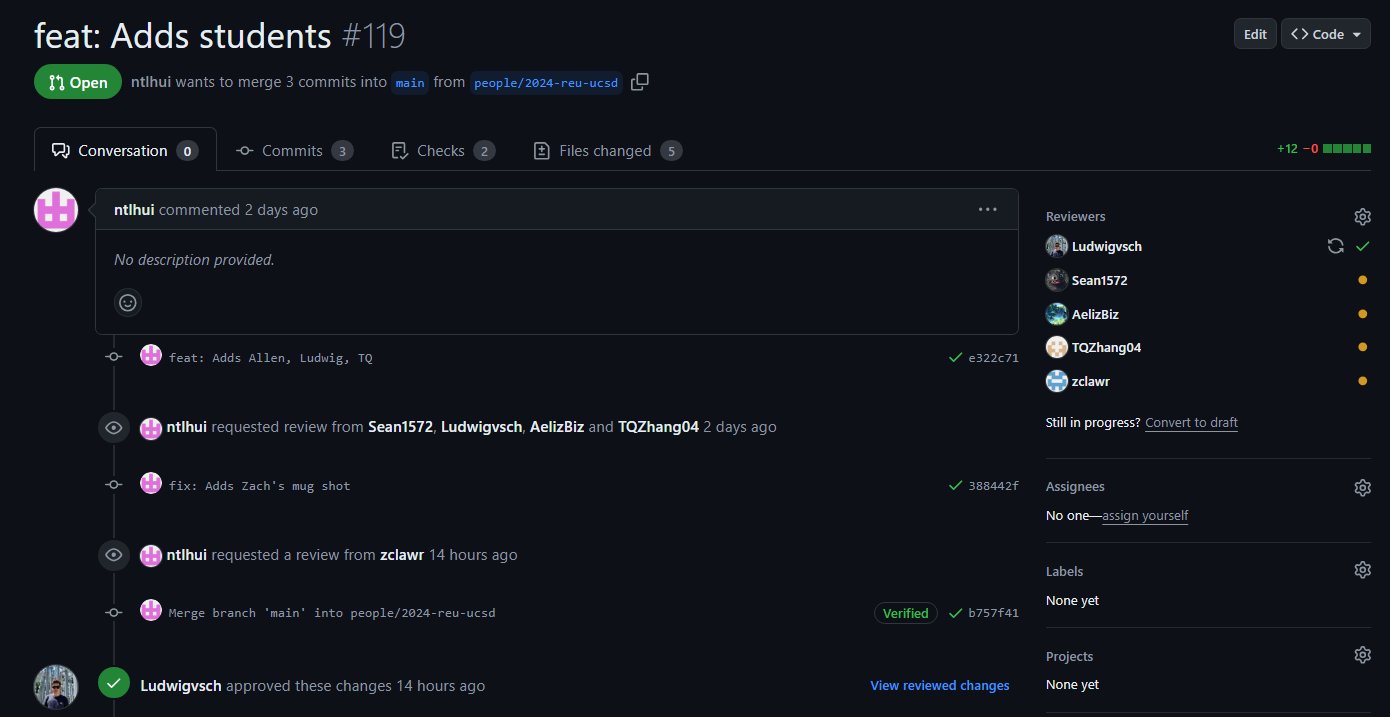 feat: Adds students #119
Edit
Code
Open
ntlhui wants to merge 3 commits into main from people/2024-reu-ucsd
Conversation 0
Commits 3
Checks 2
Files changed 5
+12 −0
ntlhui commented 2 days ago
No description provided.
feat: Adds Allen, Ludwig, TQ
e322c71
ntlhui requested review from Sean1572, Ludwigvsch, AelizBiz and TQZhang04 2 days ago
fix: Adds Zach's mug shot
388442f
ntlhui requested a review from zclawr 14 hours ago
Merge branch 'main' into people/2024-reu-ucsd
Verified
b757f41
Ludwigvsch approved these changes 14 hours ago
View reviewed changes
Reviewers
Ludwigvsch
Sean1572
AelizBiz
TQZhang04
zclawr
Still in progress? Convert to draft
Assignees
No one—assign yourself
Labels
None yet
Projects
None yet